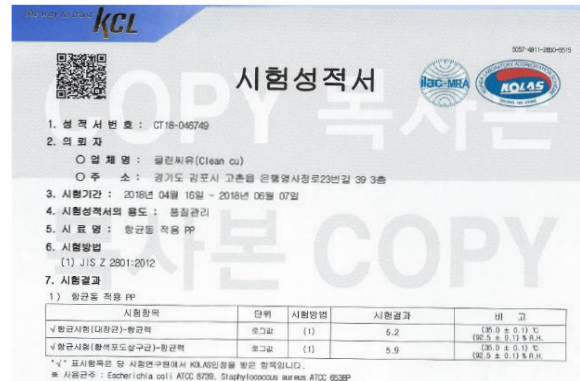 KCL
5057-4911-2860-5515
시험성적서
ilac-MRA
KOLAS
COPY 복사본
1. 성 적 서 번 호 : CT18-046749
2. 의 뢰 자
○ 업 체 명 : 클린씨유(Clean cu)
○ 주 소 : 경기도 김포시 고촌읍 은행영사정로23번길 39 3층
3. 시험기간 : 2018년 04월 16일 ~ 2018년 06월 07일
4. 시험성적서의 용도 : 품질관리
5. 시 료 명 : 항균동 적용 PP
6. 시험방법
(1) JIS Z 2801:2012
복사본 COPY
7. 시험결과
1) 항균동 적용 PP
시험항목 단위 시험방법 시험결과 비 고
√항균시험(대장균)-항균력 로그값 (1) 5.2 (35.0 ± 0.1) ℃
(92.5 ± 0.1) % R.H.
√항균시험(황색포도상구균)-항균력 로그값 (1) 5.9 (35.0 ± 0.1) ℃
(92.5 ± 0.1) % R.H.
"√" 표시항목은 당 시험연구원에서 KOLAS인정을 받은 항목입니다.
※ 사용균주 : Escherichia coli ATCC 8739, Staphylococcus aureus ATCC 6538P